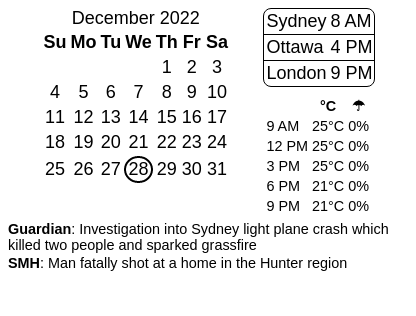 December 2022
Su Mo Tu We Th Fr Sa
1 2 3
4 5 6 7 8 9 10
11 12 13 14 15 16 17
18 19 20 21 22 23 24
25 26 27 28 29 30 31
Sydney 8 AM
Ottawa 4 PM
London 9 PM
°C ☂
9 AM 25°C 0%
12 PM 25°C 0%
3 PM 25°C 0%
6 PM 21°C 0%
9 PM 21°C 0%
Guardian: Investigation into Sydney light plane crash which
killed two people and sparked grassfire
SMH: Man fatally shot at a home in the Hunter region